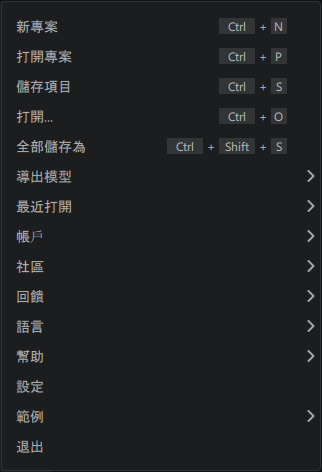 新專案 Ctrl + N
打開專案 Ctrl + P
儲存項目 Ctrl + S
打開... Ctrl + O
全部儲存為 Ctrl + Shift + S
導出模型
最近打開
帳戶
社區
回饋
語言
幫助
設定
範例
退出